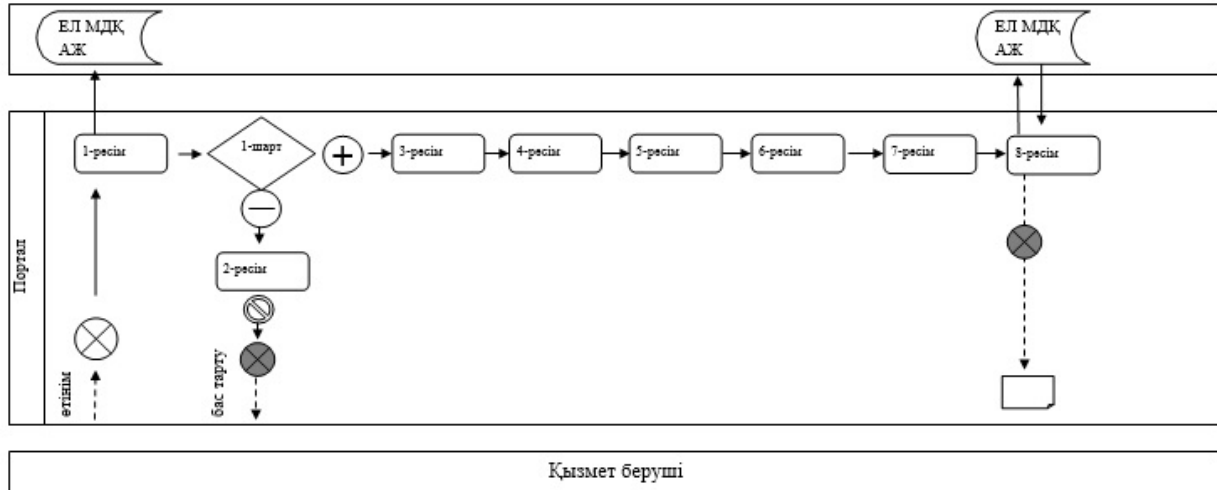 ЕЛ МДҚ
АЖ
ЕЛ МДҚ
АЖ
Портал
1-рәсім
1-шарт
3-рәсім
4-рәсім
5-рәсім
6-рәсім
7-рәсім
8-рәсім
2-рәсім
өтінім
бас тарту
Қызмет беруші